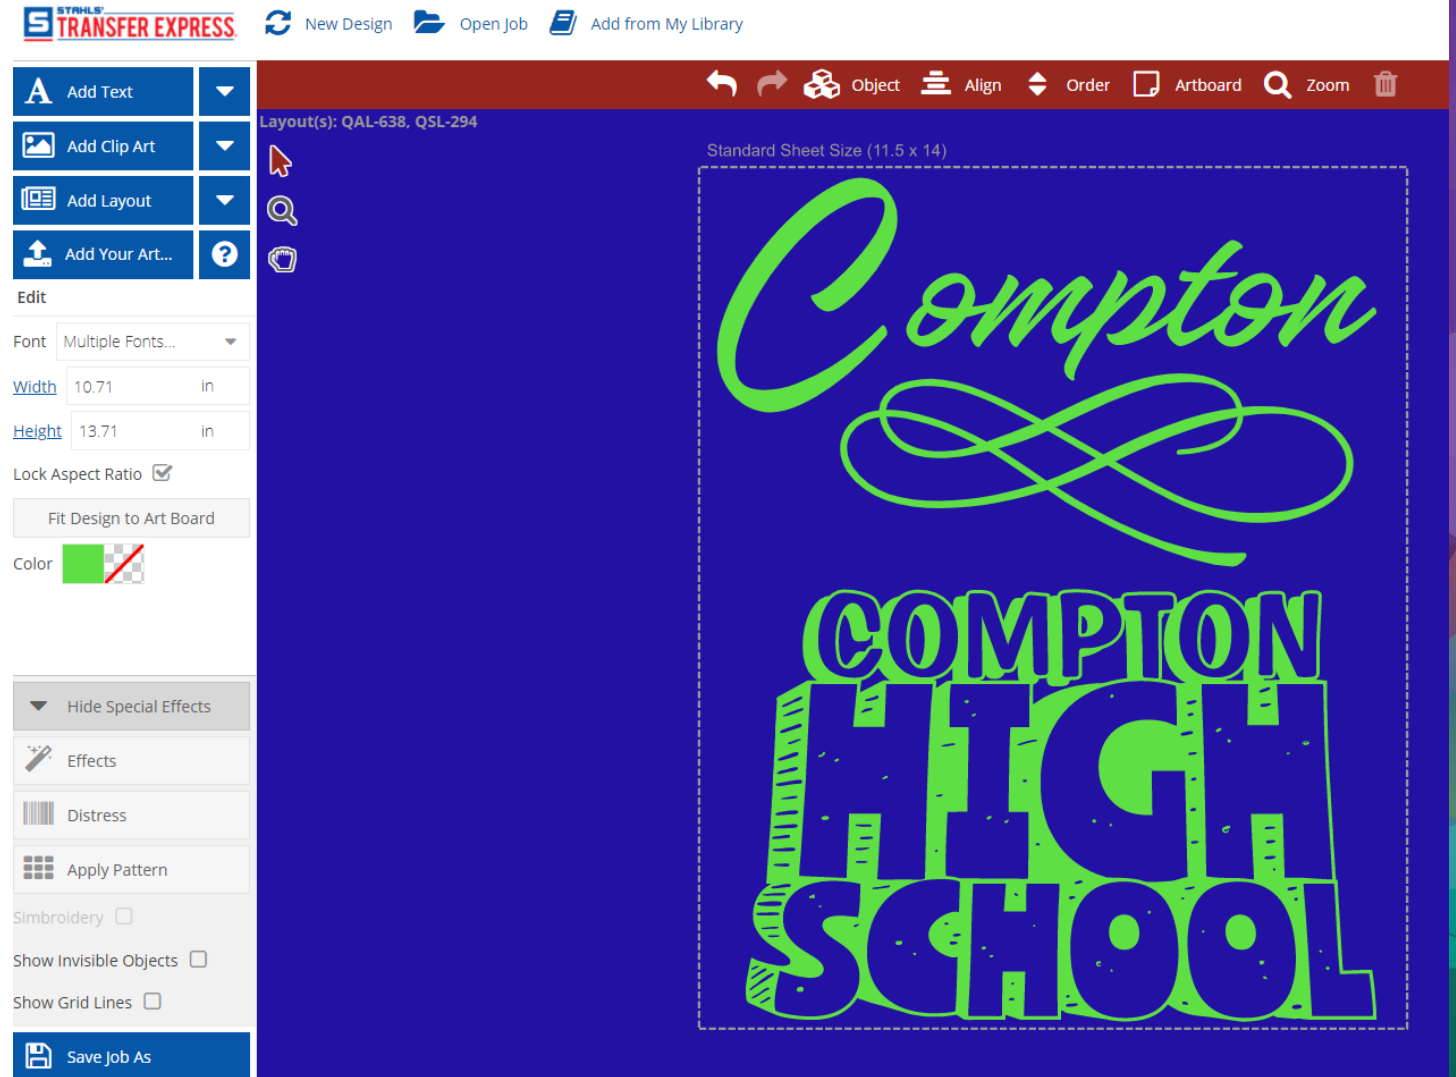 STAHLS'
TRANSFER EXPRESS.
New Design
Open Job
Add from My Library
Add Text
Add Clip Art
Add Layout
Add Your Art...
?
Object
Align
Order
Artboard
Zoom
Layout(s): QAL-638, QSL-294
Standard Sheet Size (11.5 x 14)
Edit
Font Multiple Fonts...
Width 10.71 in
Height 13.71 in
Lock Aspect Ratio
Fit Design to Art Board
Color
Hide Special Effects
Effects
Distress
Apply Pattern
Simbroidery
Show Invisible Objects
Show Grid Lines
Save Job As
Compton
COMPTON
HIGH
SCHOOL